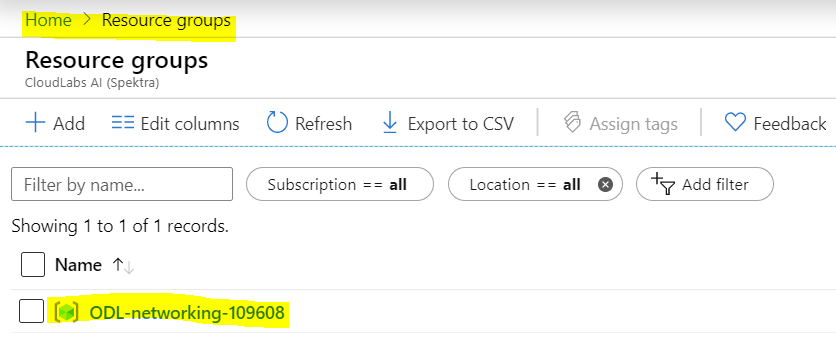 Home > Resource groups
Resource groups
CloudLabs AI (Spektra)
Add Edit columns Refresh Export to CSV Assign tags Feedback
Filter by name... Subscription == all Location == all Add filter
Showing 1 to 1 of 1 records.
Name ↑↓
ODL-networking-109608